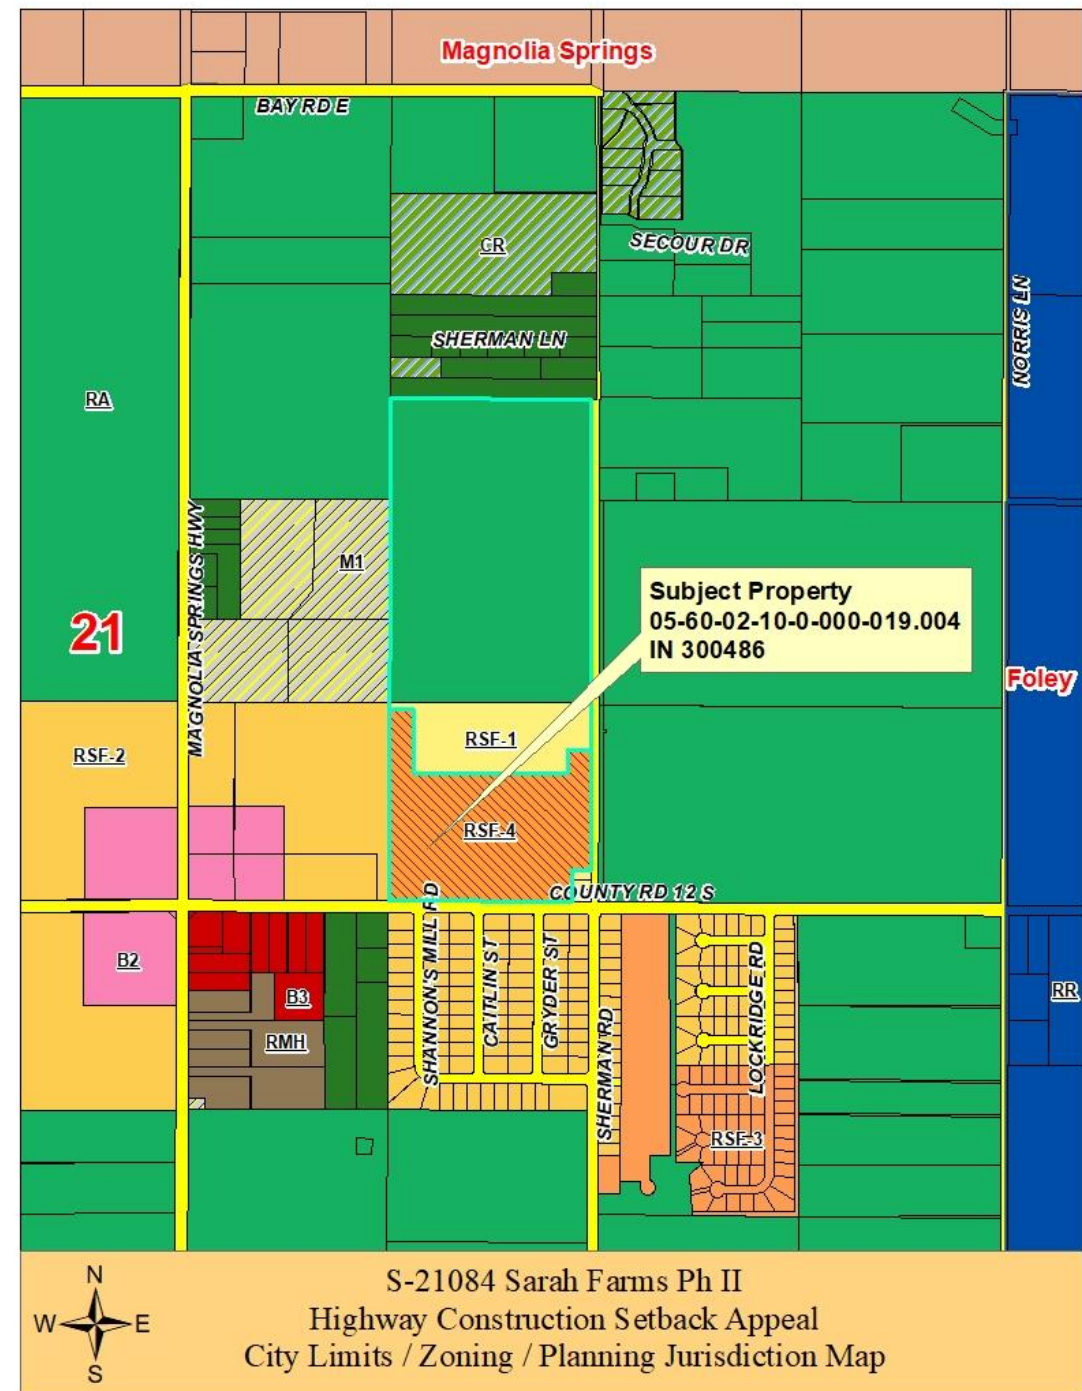 Magnolia Springs
BAY RD E
SECOUR DR
CR
NORRIS LN
SHERMAN LN
RA
MAGNOLIA SPRINGS HWY
M1
Subject Property
05-60-02-10-0-000-019.004
IN 300486
21
Foley
RSF-1
RSF-2
RSF-4
COUNTY RD 12 S
SHANNON'S MILL RD
CAITLIN ST
GRYDER ST
SHERMAN RD
LOCKRIDGE RD
B2
B3
RR
RMH
RSF-3
N
W
E
S
S-21084 Sarah Farms Ph II
Highway Construction Setback Appeal
City Limits / Zoning / Planning Jurisdiction Map